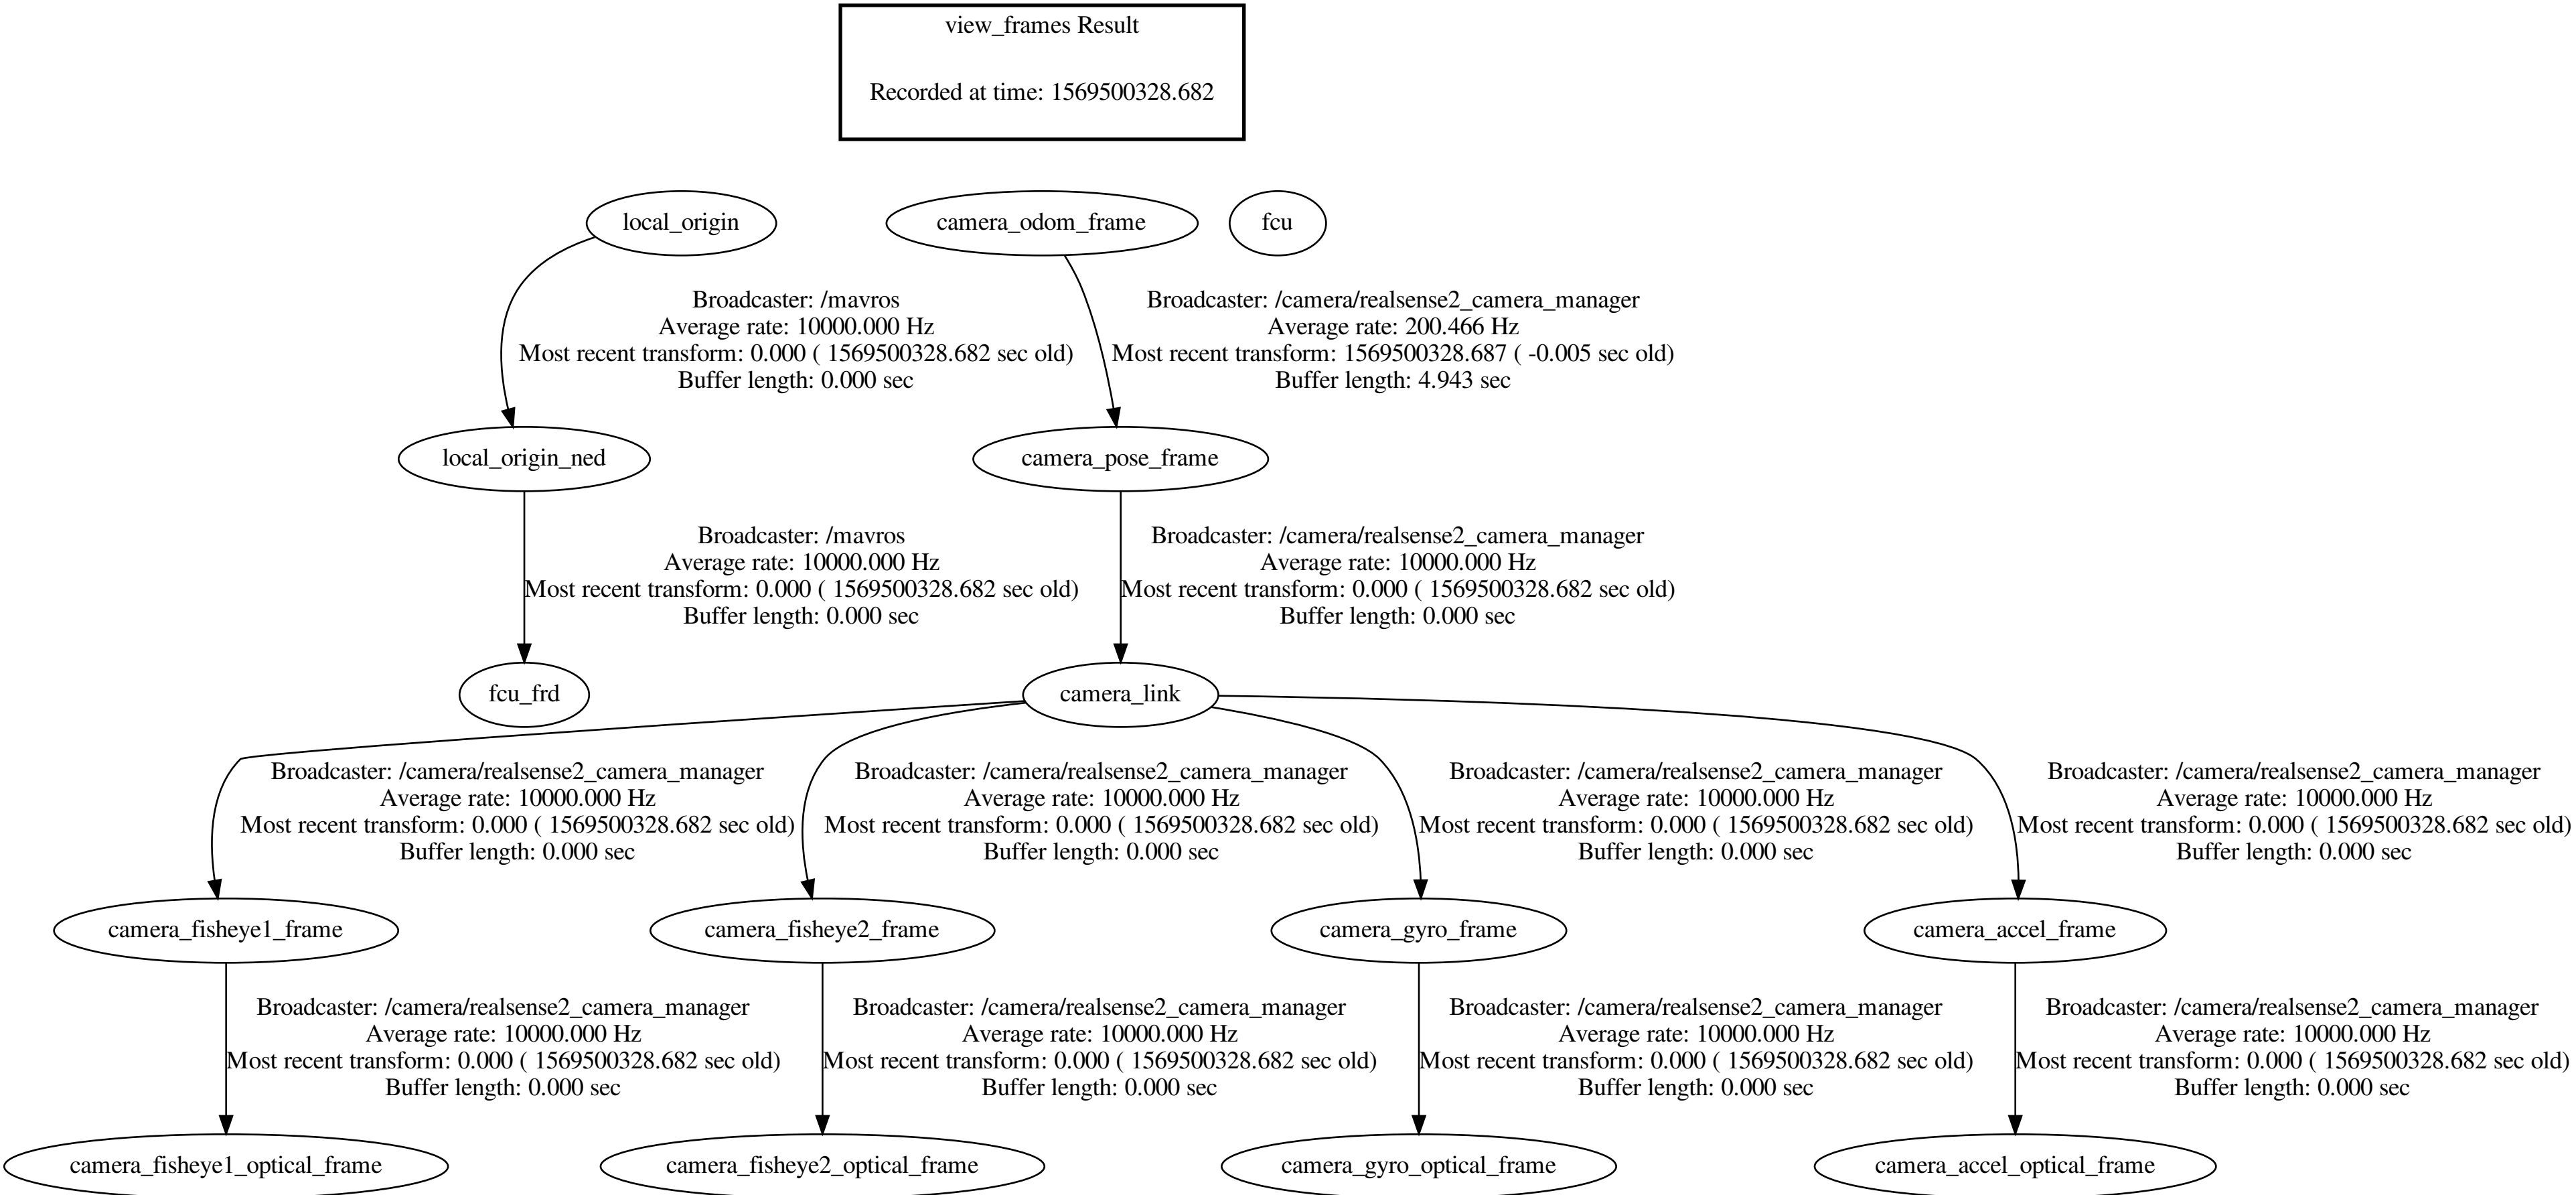 view_frames Result
Recorded at time: 1569500328.682
local_origin
camera_odom_frame
fcu
Broadcaster: /mavros
Average rate: 10000.000 Hz
Most recent transform: 0.000 ( 1569500328.682 sec old)
Buffer length: 0.000 sec
Broadcaster: /camera/realsense2_camera_manager
Average rate: 200.466 Hz
Most recent transform: 1569500328.687 ( -0.005 sec old)
Buffer length: 4.943 sec
local_origin_ned
camera_pose_frame
Broadcaster: /mavros
Average rate: 10000.000 Hz
Most recent transform: 0.000 ( 1569500328.682 sec old)
Buffer length: 0.000 sec
Broadcaster: /camera/realsense2_camera_manager
Average rate: 10000.000 Hz
Most recent transform: 0.000 ( 1569500328.682 sec old)
Buffer length: 0.000 sec
fcu_frd
camera_link
Broadcaster: /camera/realsense2_camera_manager
Average rate: 10000.000 Hz
Most recent transform: 0.000 ( 1569500328.682 sec old)
Buffer length: 0.000 sec
Broadcaster: /camera/realsense2_camera_manager
Average rate: 10000.000 Hz
Most recent transform: 0.000 ( 1569500328.682 sec old)
Buffer length: 0.000 sec
Broadcaster: /camera/realsense2_camera_manager
Average rate: 10000.000 Hz
Most recent transform: 0.000 ( 1569500328.682 sec old)
Buffer length: 0.000 sec
Broadcaster: /camera/realsense2_camera_manager
Average rate: 10000.000 Hz
Most recent transform: 0.000 ( 1569500328.682 sec old)
Buffer length: 0.000 sec
camera_fisheye1_frame
camera_fisheye2_frame
camera_gyro_frame
camera_accel_frame
Broadcaster: /camera/realsense2_camera_manager
Average rate: 10000.000 Hz
Most recent transform: 0.000 ( 1569500328.682 sec old)
Buffer length: 0.000 sec
Broadcaster: /camera/realsense2_camera_manager
Average rate: 10000.000 Hz
Most recent transform: 0.000 ( 1569500328.682 sec old)
Buffer length: 0.000 sec
Broadcaster: /camera/realsense2_camera_manager
Average rate: 10000.000 Hz
Most recent transform: 0.000 ( 1569500328.682 sec old)
Buffer length: 0.000 sec
Broadcaster: /camera/realsense2_camera_manager
Average rate: 10000.000 Hz
Most recent transform: 0.000 ( 1569500328.682 sec old)
Buffer length: 0.000 sec
camera_fisheye1_optical_frame
camera_fisheye2_optical_frame
camera_gyro_optical_frame
camera_accel_optical_frame